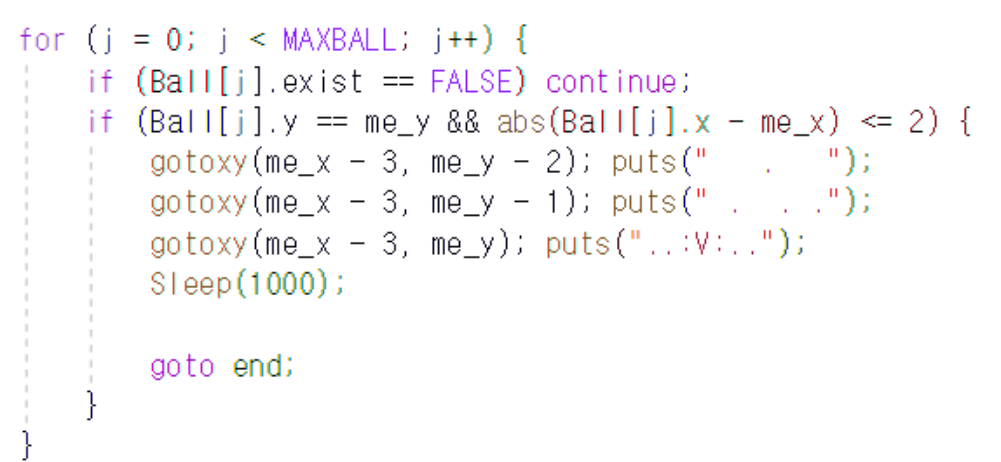 for (j = 0; j < MAXBALL; j++) {
    if (Ball[j].exist == FALSE) continue;
    if (Ball[j].y == me_y && abs(Ball[j].x - me_x) <= 2) {
        gotoxy(me_x - 3, me_y - 2); puts("   .   ");
        gotoxy(me_x - 3, me_y - 1); puts(" .  . .");
        gotoxy(me_x - 3, me_y); puts("..:V:..");
        Sleep(1000);

        goto end;
    }
}